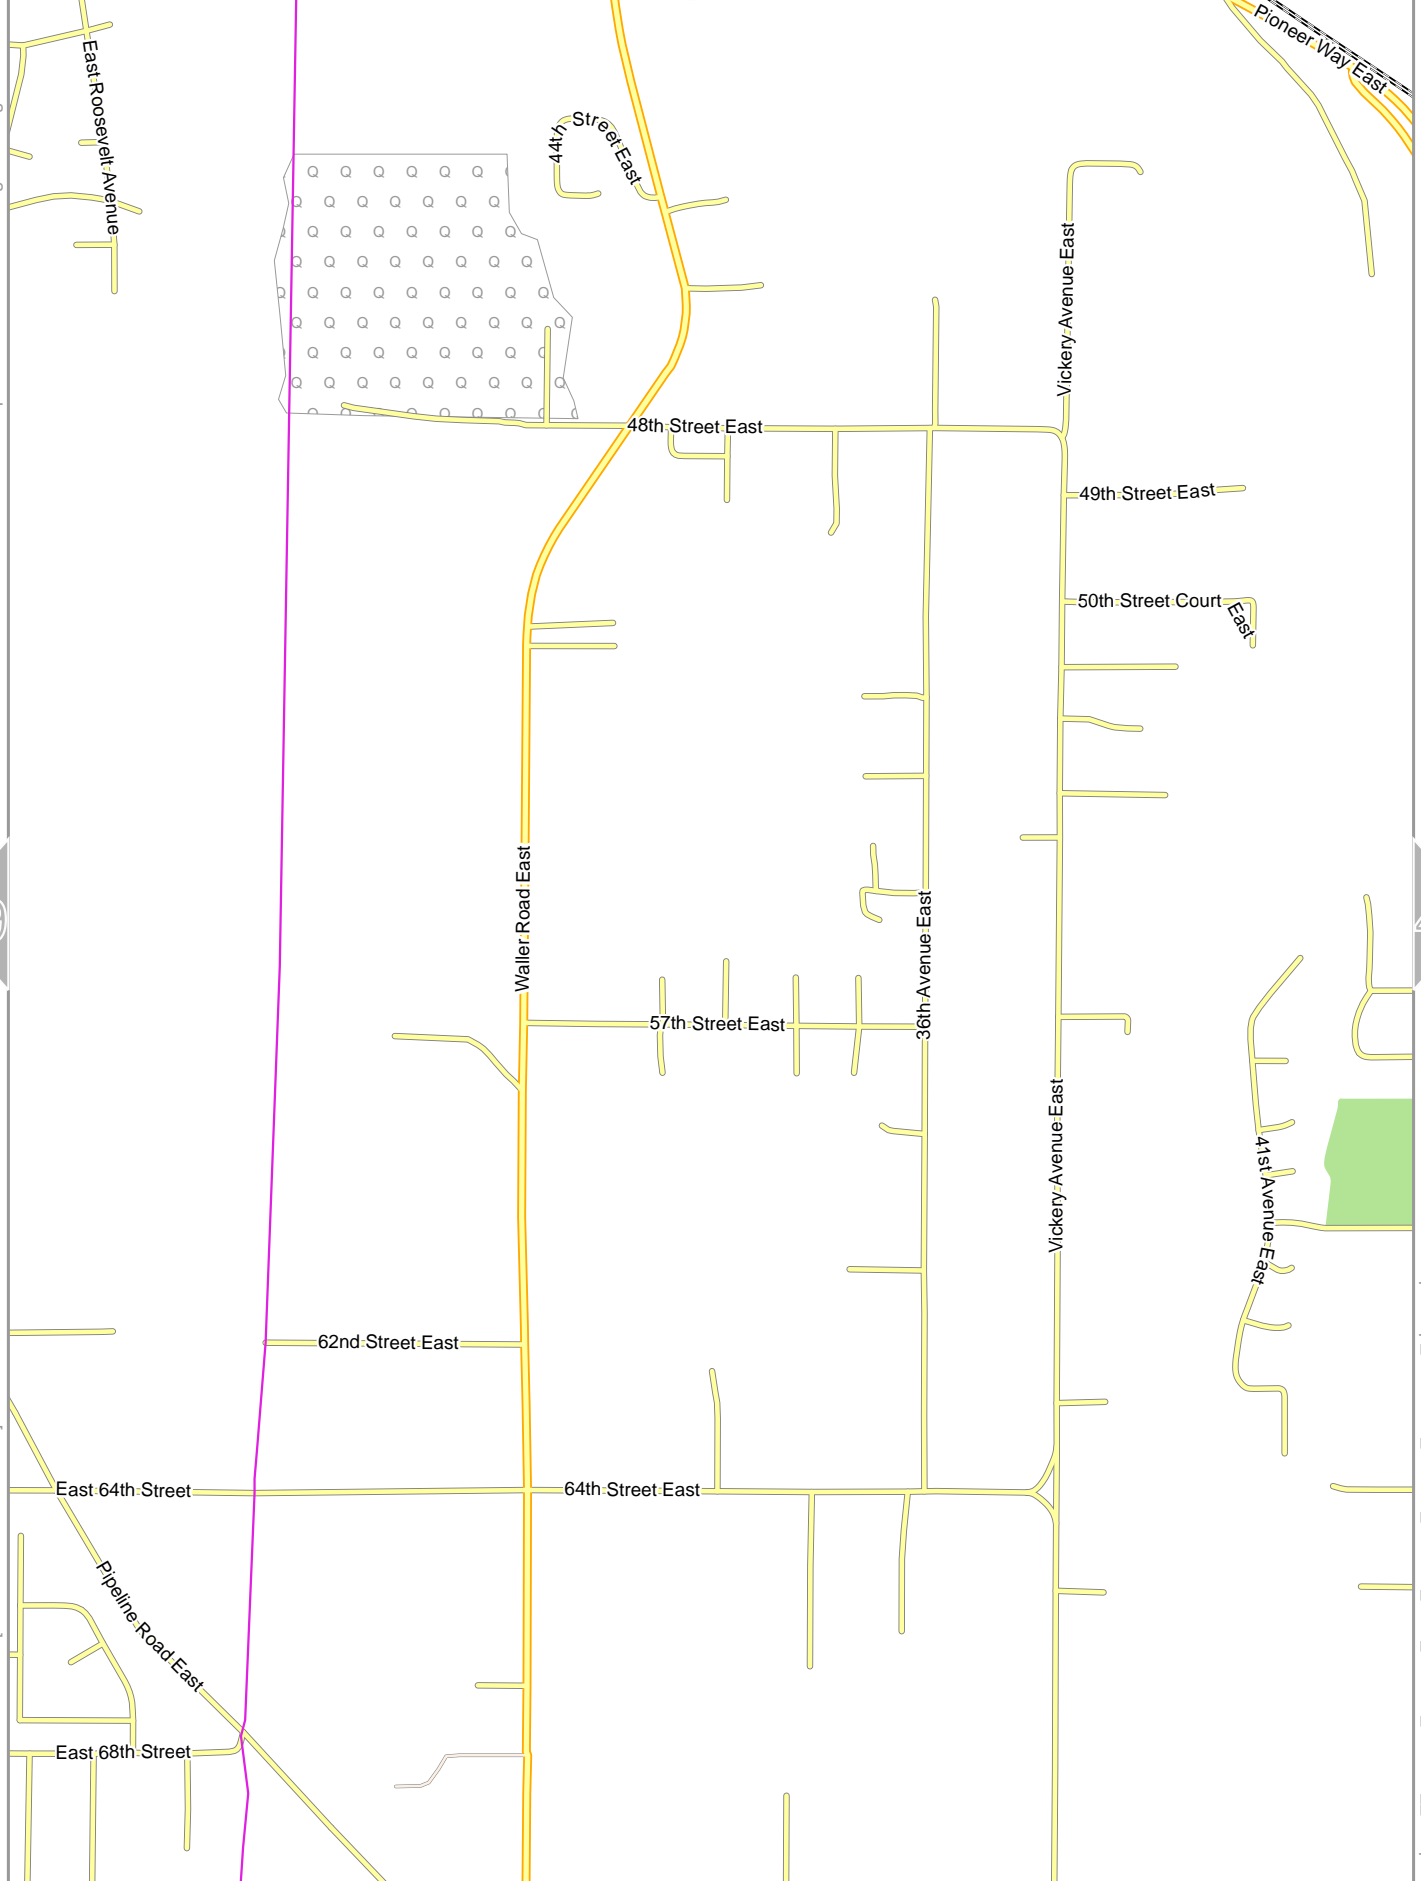 Pioneer Way East
East Roosevelt Avenue
44th Street East
Vickery Avenue East
48th Street East
49th Street East
50th Street Court East
Waller Road East
36th Avenue East
57th Street East
Vickery Avenue East
41st Avenue East
62nd Street East
East 64th Street
64th Street East
Pipeline Road East
East 68th Street
Q Q Q Q Q Q Q
Q Q Q Q Q Q Q
Q Q Q Q Q Q Q Q
Q Q Q Q Q Q Q Q
Q Q Q Q Q Q Q Q Q
Q Q Q Q Q Q Q Q Q
Q Q Q Q Q Q Q Q Q
Q Q Q Q Q Q Q Q Q
Q Q Q Q Q Q Q Q Q